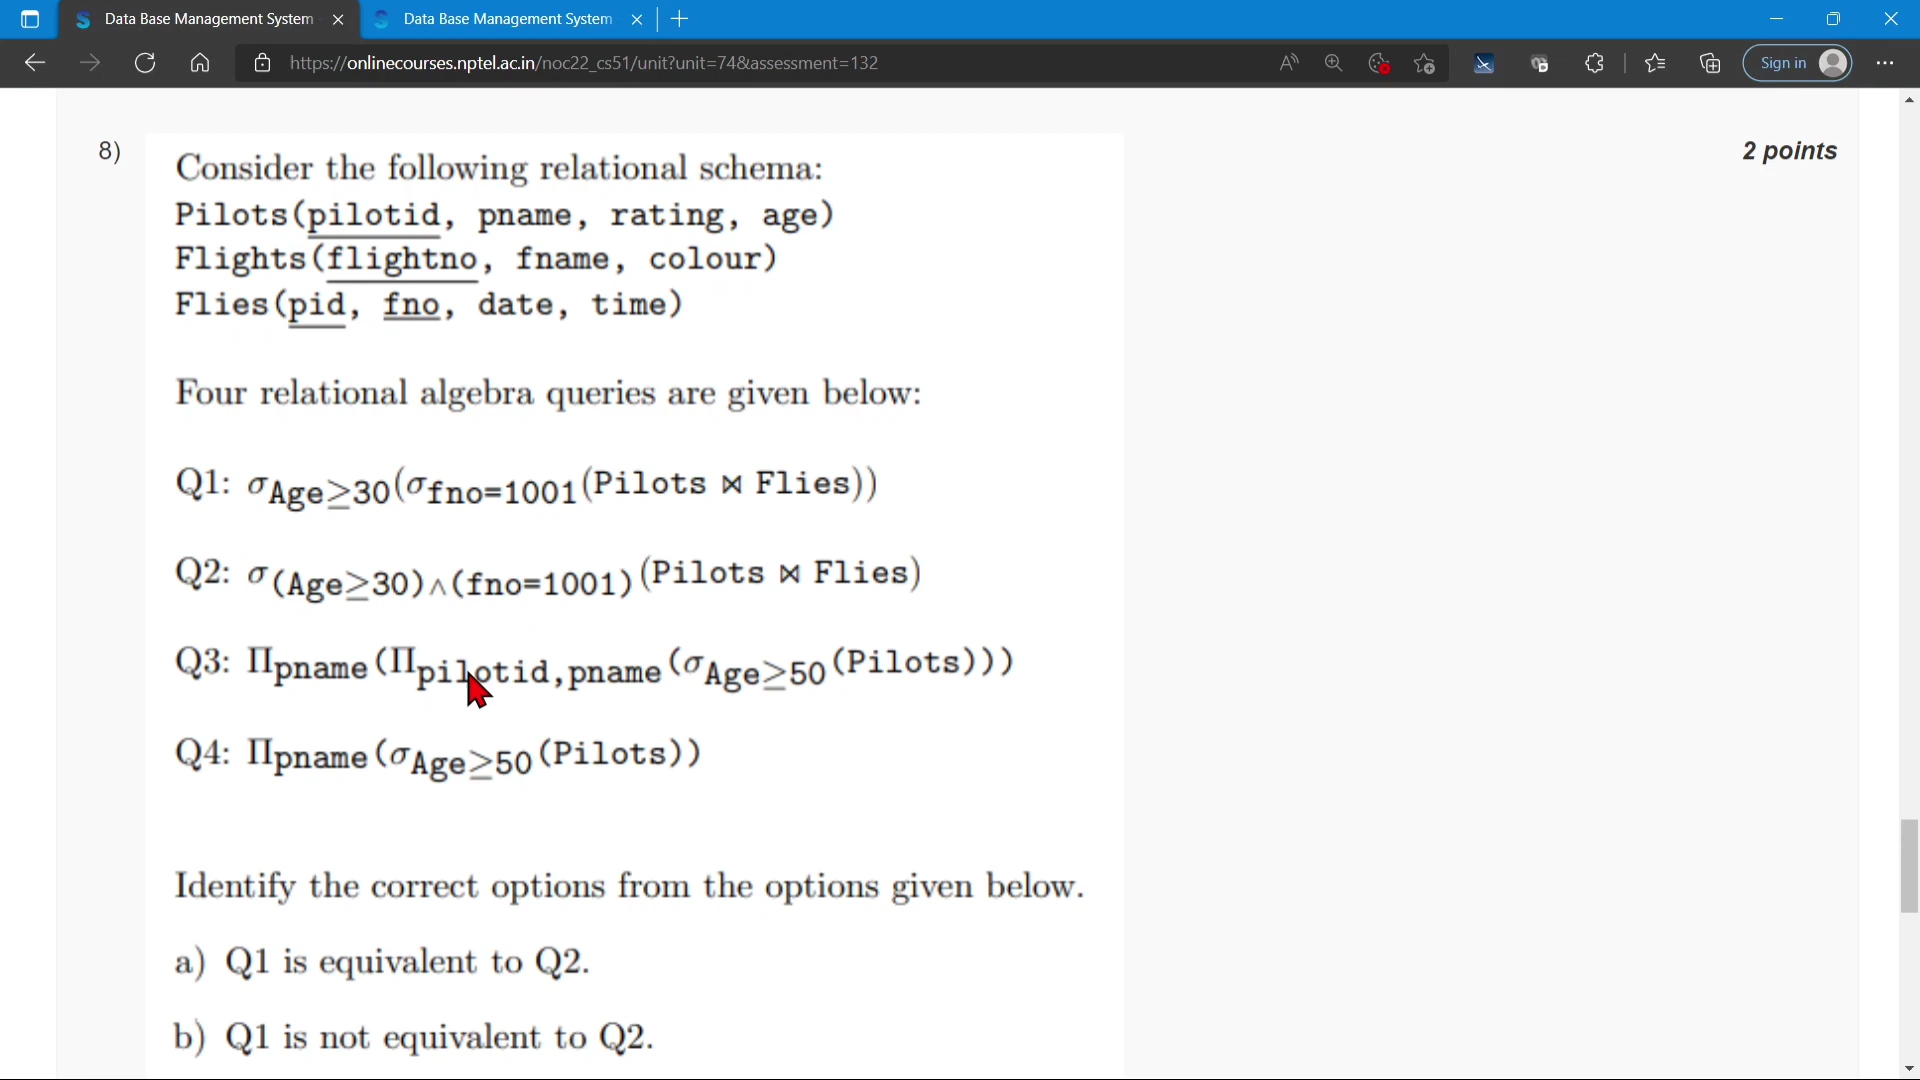 Data Base Management System
Data Base Management System
https://onlinecourses.nptel.ac.in/noc22_cs51/unit?unit=74&assessment=132
Sign in
8)
2 points
Consider the following relational schema:
Pilots(pilotid, pname, rating, age)
Flights(flightno, fname, colour)
Flies(pid, fno, date, time)
Four relational algebra queries are given below:
Q1: σAge≥30(σfno=1001(Pilots ⋈ Flies))
Q2: σ(Age≥30)∧(fno=1001)(Pilots ⋈ Flies)
Q3: Πpname(Πpilotid,pname(σAge≥50(Pilots)))
Q4: Πpname(σAge≥50(Pilots))
Identify the correct options from the options given below.
a) Q1 is equivalent to Q2.
b) Q1 is not equivalent to Q2.